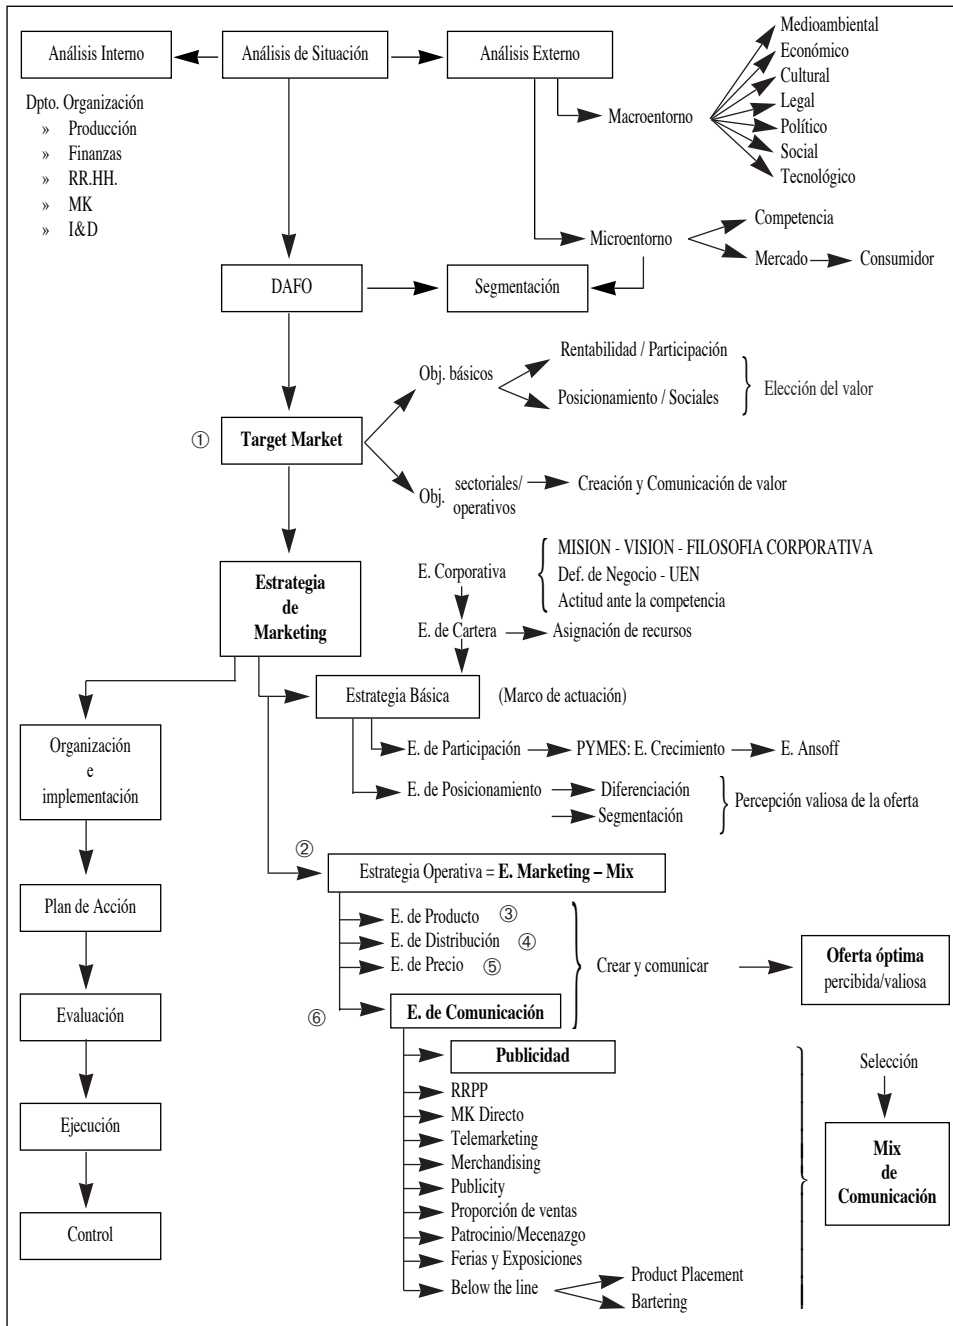 Análisis Interno
Análisis de Situación
Análisis Externo
Medioambiental
Económico
Cultural
Legal
Político
Social
Tecnológico
Macroentorno
Dpto. Organización
» Producción
» Finanzas
» RR.HH.
» MK
» I&D
Microentorno
Competencia
Mercado
Consumidor
DAFO
Segmentación
Obj. básicos
Rentabilidad / Participación
Posicionamiento / Sociales
Elección del valor
① Target Market
Obj. sectoriales/
operativos
Creación y Comunicación de valor
Estrategia
de
Marketing
E. Corporativa
MISION - VISION - FILOSOFIA CORPORATIVA
Def. de Negocio - UEN
Actitud ante la competencia
E. de Cartera
Asignación de recursos
Estrategia Básica
(Marco de actuación)
E. de Participación
PYMES: E. Crecimiento
E. Ansoff
E. de Posicionamiento
Diferenciación
Segmentación
Percepción valiosa de la oferta
Organización
e
implementación
Plan de Acción
Evaluación
Ejecución
Control
②
Estrategia Operativa = E. Marketing – Mix
E. de Producto ③
E. de Distribución ④
E. de Precio ⑤
⑥ E. de Comunicación
Crear y comunicar
Oferta óptima
percibida/valiosa
Publicidad
RRPP
MK Directo
Telemarketing
Merchandising
Publicity
Proporción de ventas
Patrocinio/Mecenazgo
Ferias y Exposiciones
Below the line
Product Placement
Bartering
Selección
Mix
de
Comunicación